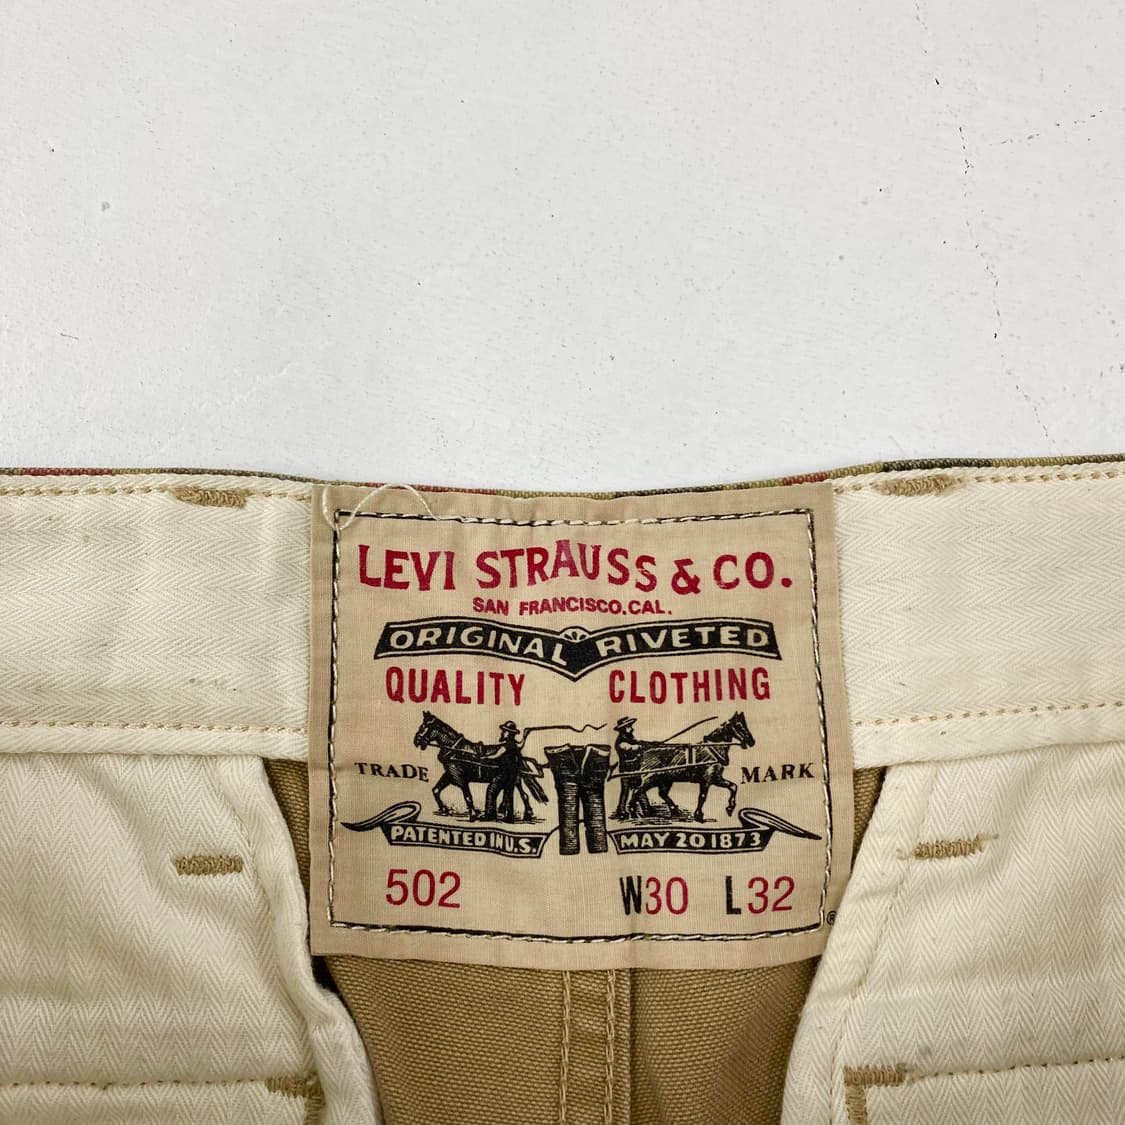 LEVI STRAUSS & CO.
SAN FRANCISCO, CAL.
ORIGINAL RIVETED
QUALITY CLOTHING
TRADE MARK
PATENTED IN U.S. MAY 20 1873
502 W30 L32
®